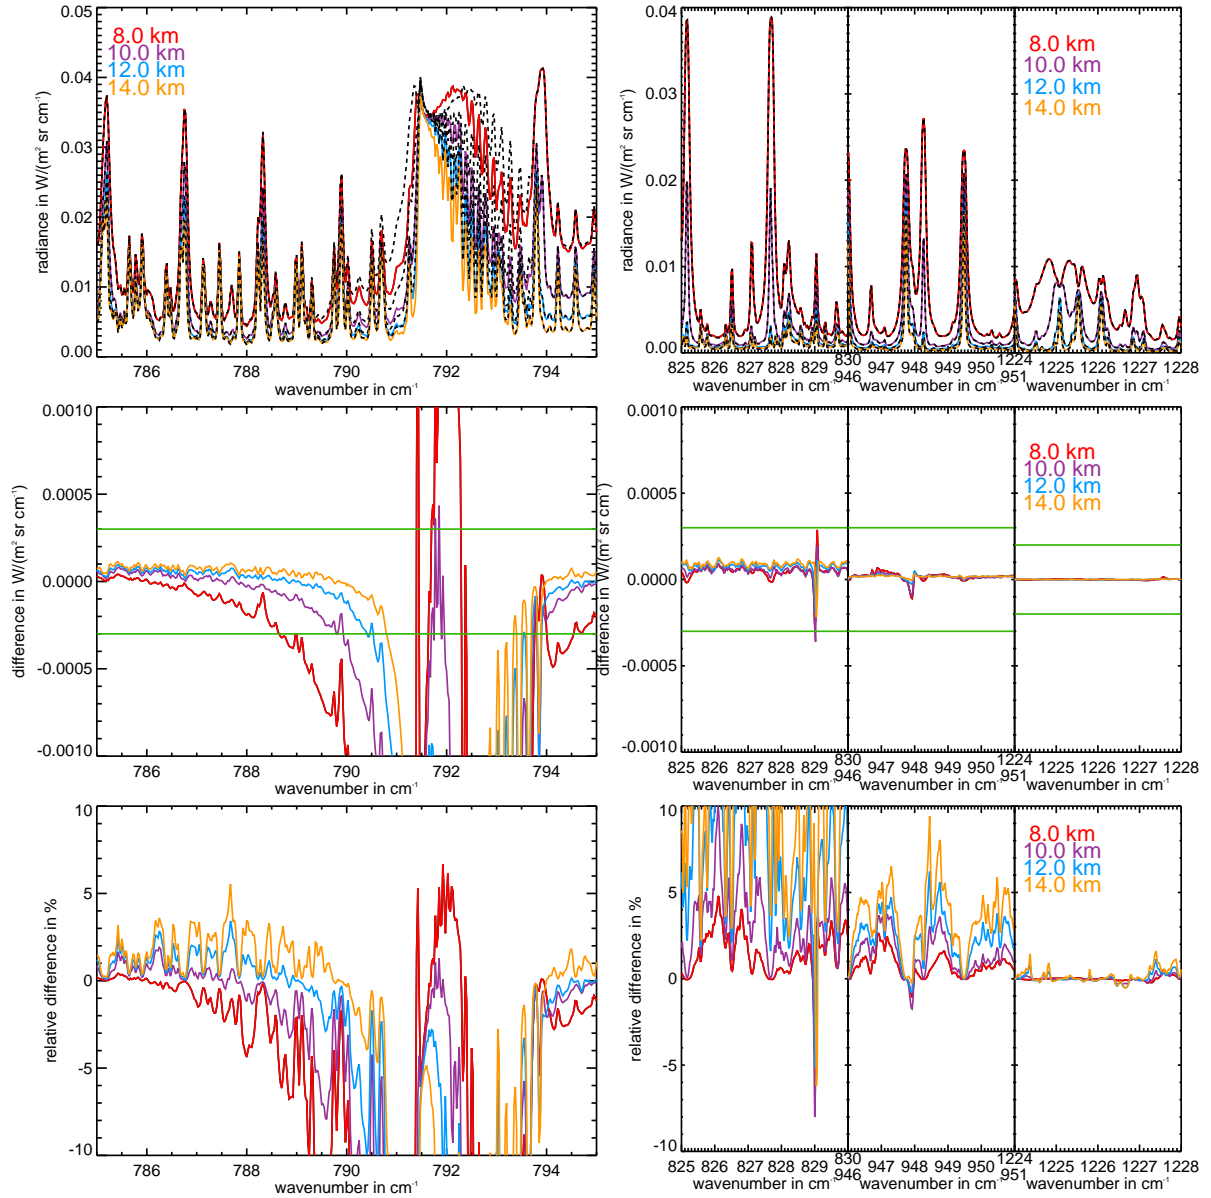 0.05
0.04
0.03
0.02
0.01
0.00
radiance in W/(m² sr cm⁻¹)
8.0 km
10.0 km
12.0 km
14.0 km
786 788 790 792 794
wavenumber in cm⁻¹
0.04
0.03
0.02
0.01
0.00
radiance in W/(m² sr cm⁻¹)
8.0 km
10.0 km
12.0 km
14.0 km
825 826 827 828 829 830
946 947 948 949 950 951
1224 1225 1226 1227 1228
wavenumber in cm⁻¹ wavenumber in cm⁻¹ wavenumber in cm⁻¹
0.0010
0.0005
0.0000
-0.0005
-0.0010
difference in W/(m² sr cm⁻¹)
786 788 790 792 794
wavenumber in cm⁻¹
0.0010
0.0005
0.0000
-0.0005
-0.0010
difference in W/(m² sr cm⁻¹)
8.0 km
10.0 km
12.0 km
14.0 km
825 826 827 828 829 830
946 947 948 949 950 951
1224 1225 1226 1227 1228
wavenumber in cm⁻¹ wavenumber in cm⁻¹ wavenumber in cm⁻¹
10
5
0
-5
-10
relative difference in %
786 788 790 792 794
wavenumber in cm⁻¹
10
5
0
-5
-10
relative difference in %
8.0 km
10.0 km
12.0 km
14.0 km
825 826 827 828 829 830
946 947 948 949 950 951
1224 1225 1226 1227 1228
wavenumber in cm⁻¹ wavenumber in cm⁻¹ wavenumber in cm⁻¹